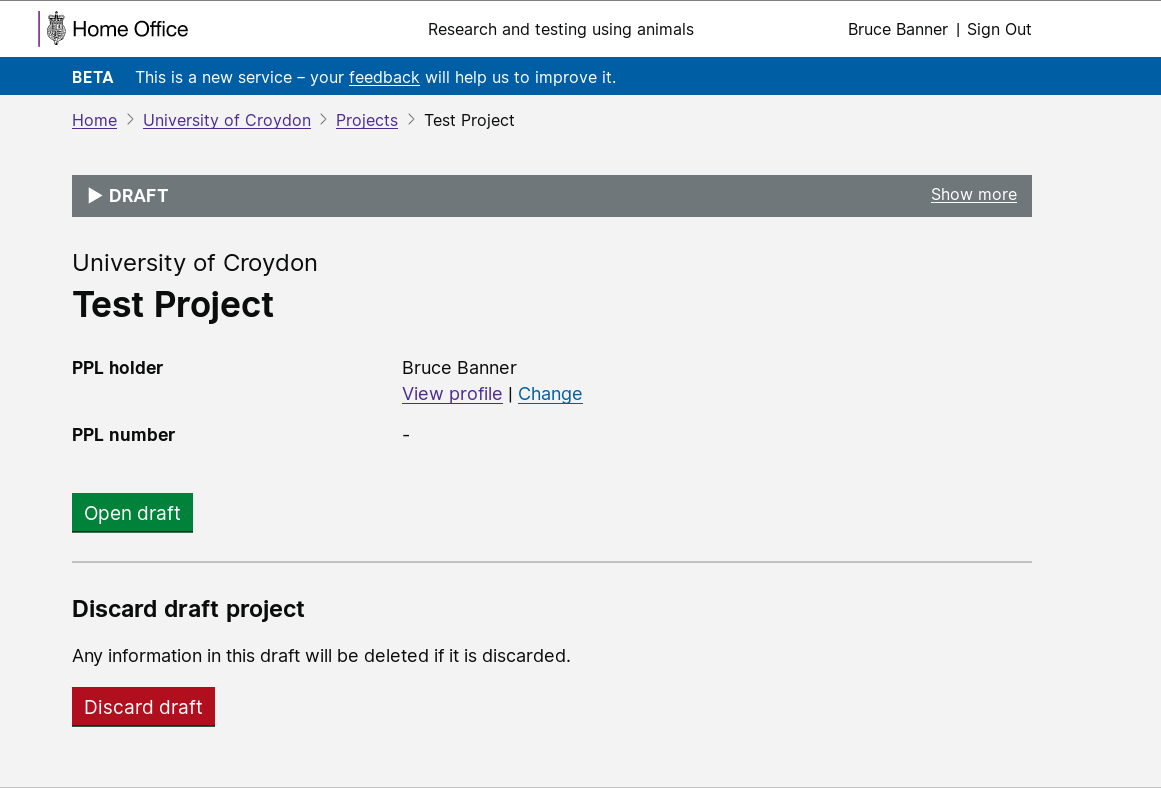 Home Office
Research and testing using animals
Bruce Banner | Sign Out
BETA This is a new service – your feedback will help us to improve it.
Home > University of Croydon > Projects > Test Project
▶ DRAFT Show more
University of Croydon
Test Project
PPL holder Bruce Banner
View profile | Change
PPL number -
Open draft
Discard draft project
Any information in this draft will be deleted if it is discarded.
Discard draft